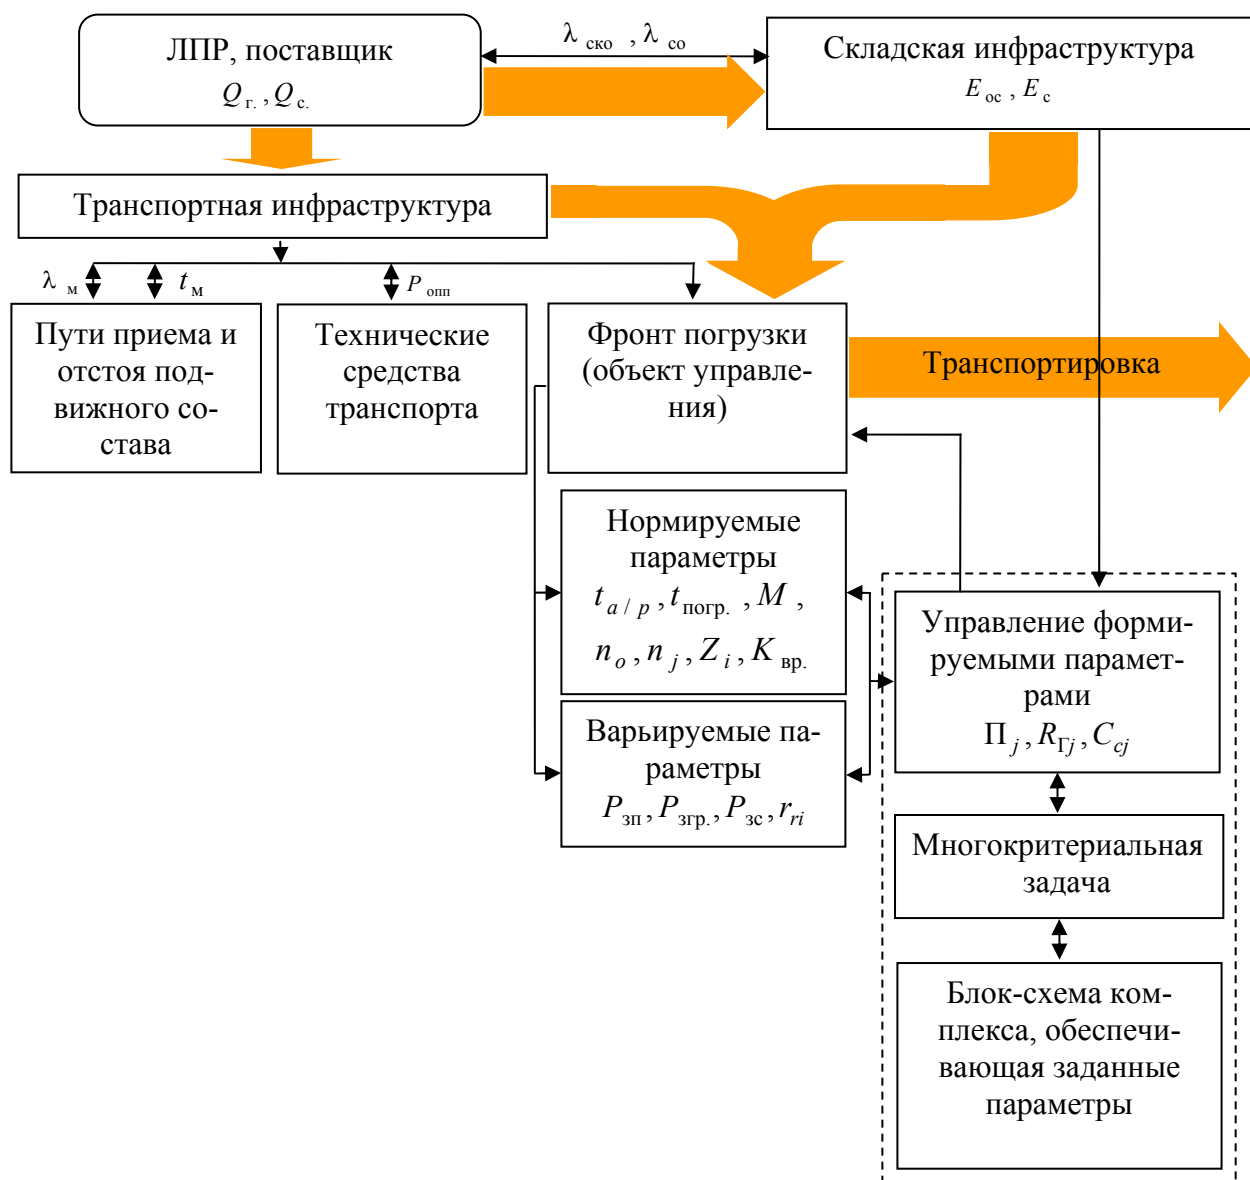 ЛПР, поставщик
Q г. , Q с.
λ ско , λ со
Складская инфраструктура
E ос , E с
Транспортная инфраструктура
λ м
t м
P опп
Пути приема и
отстоя под-
вижного со-
става
Технические
средства
транспорта
Фронт погрузки
(объект управле-
ния)
Транспортировка
Нормируемые
параметры
t a / p , t погр. , M ,
n o , n j , Z i , K вр.
Варьируемые па-
раметры
P зп , P згр. , P зс , r ri
Управление форми-
руемыми парамет-
рами
П j , R Гj , C cj
Многокритериальная
задача
Блок-схема ком-
плекса, обеспечи-
вающая заданные
параметры